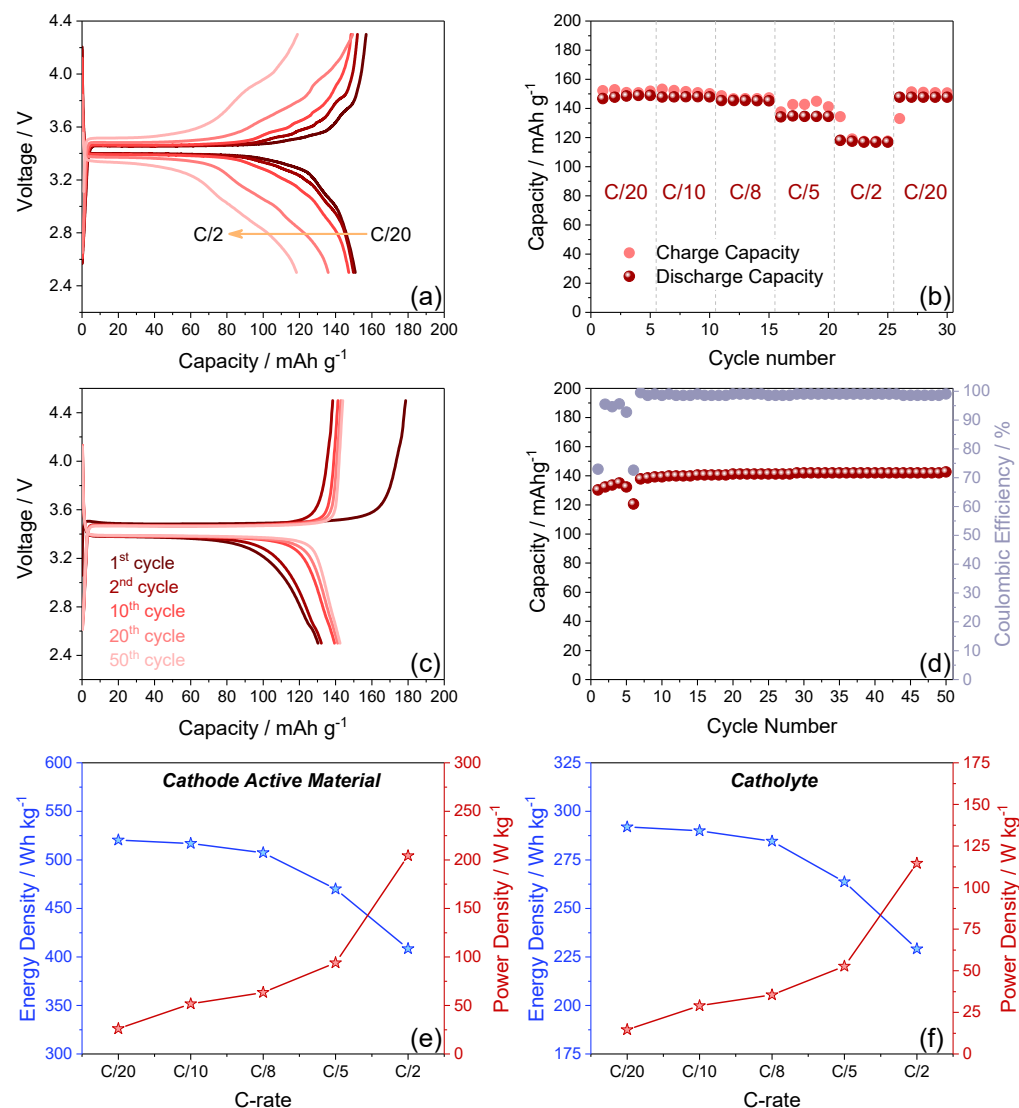 4.4
4.0
3.6
3.2
2.8
2.4
Voltage / V
C/2
C/20
(a)
0 20 40 60 80 100 120 140 160 180 200
Capacity / mAh g⁻¹
200
180
160
140
120
100
80
60
40
20
0
Capacity / mAh g⁻¹
C/20 C/10 C/8 C/5 C/2 C/20
Charge Capacity
Discharge Capacity
(b)
0 5 10 15 20 25 30
Cycle number
4.4
4.0
3.6
3.2
2.8
2.4
Voltage / V
1st cycle
2nd cycle
10th cycle
20th cycle
50th cycle
(c)
0 20 40 60 80 100 120 140 160 180 200
Capacity / mAh g⁻¹
200
180
160
140
120
100
80
60
40
20
0
Capacity / mAhg⁻¹
(d)
100
90
80
70
60
50
40
30
20
10
0
Coulombic Efficiency / %
0 5 10 15 20 25 30 35 40 45 50
Cycle Number
600
550
500
450
400
350
300
Energy Density / Wh kg⁻¹
Cathode Active Material
(e)
300
250
200
150
100
50
0
Power Density / W kg⁻¹
C/20 C/10 C/8 C/5 C/2
C-rate
325
300
275
250
225
200
175
Energy Density / Wh kg⁻¹
Catholyte
(f)
175
150
125
100
75
50
25
0
Power Density / W kg⁻¹
C/20 C/10 C/8 C/5 C/2
C-rate